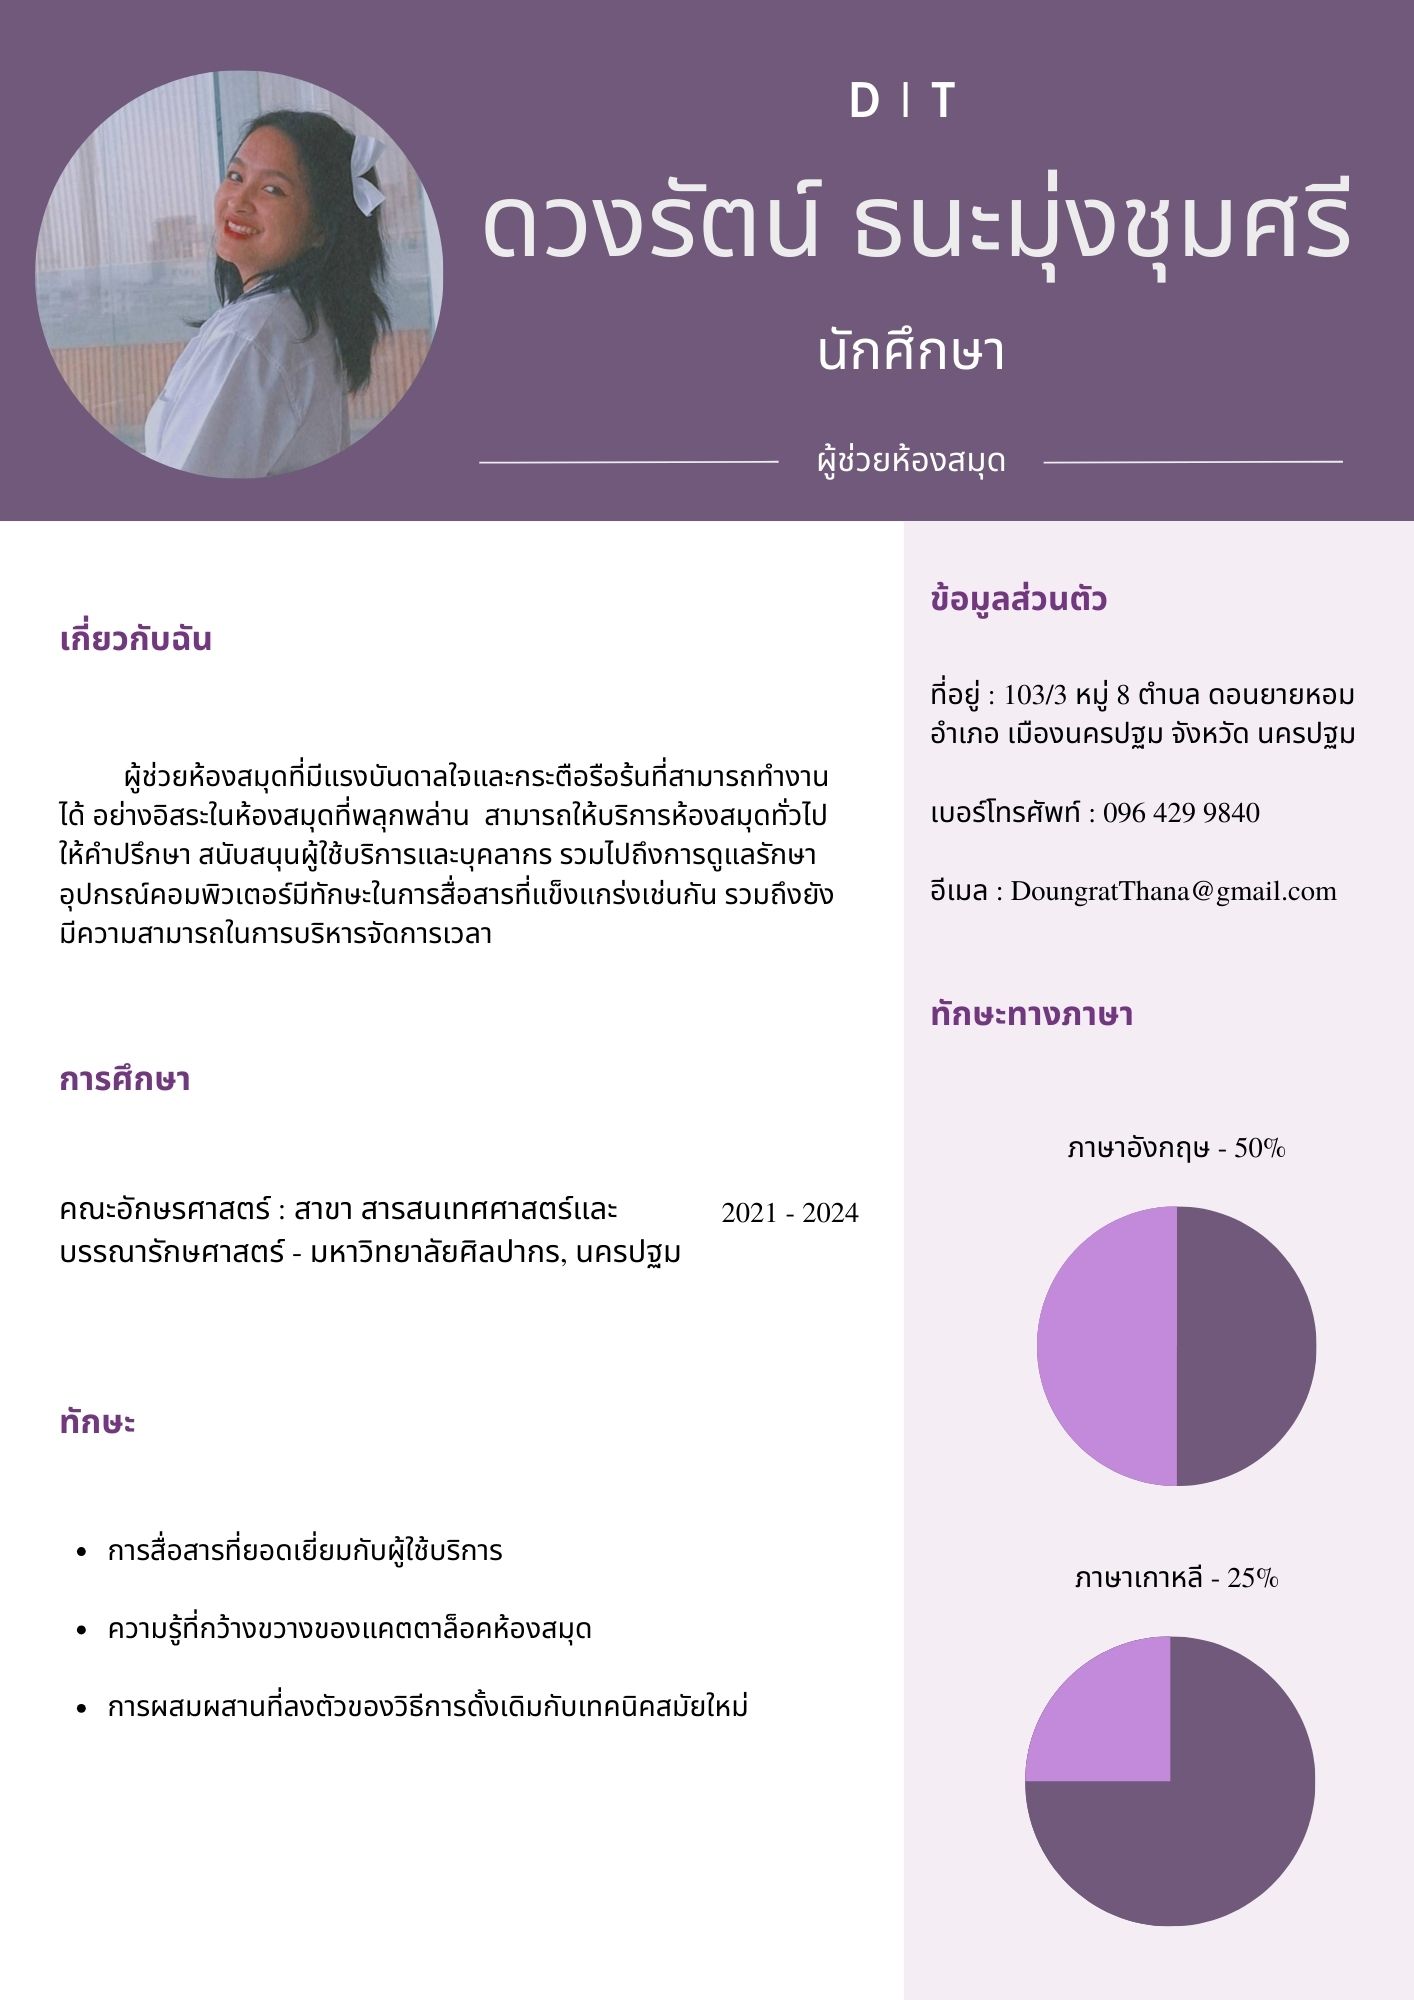 D | T
ดวงรัตน์ ธนะมุ่งชุมศรี
นักศึกษา
ผู้ช่วยห้องสมุด
เกี่ยวกับฉัน
ผู้ช่วยห้องสมุดที่มีแรงบันดาลใจและกระตือรือร้นที่สามารถทำงาน
ได้ อย่างอิสระในห้องสมุดที่พลุกพล่าน สามารถให้บริการห้องสมุดทั่วไป
ให้คำปรึกษา สนับสนุนผู้ใช้บริการและบุคลากร รวมไปถึงการดูแลรักษา
อุปกรณ์คอมพิวเตอร์มีทักษะในการสื่อสารที่แข็งแกร่งเช่นกัน รวมถึงยัง
มีความสามารถในการบริหารจัดการเวลา
การศึกษา
คณะอักษรศาสตร์ : สาขา สารสนเทศศาสตร์และ
บรรณารักษศาสตร์ - มหาวิทยาลัยศิลปากร, นครปฐม
2021 - 2024
ทักษะ
• การสื่อสารที่ยอดเยี่ยมกับผู้ใช้บริการ
• ความรู้ที่กว้างขวางของแคตตาล็อคห้องสมุด
• การผสมผสานที่ลงตัวของวิธีการดั้งเดิมกับเทคนิคสมัยใหม่
ข้อมูลส่วนตัว
ที่อยู่ : 103/3 หมู่ 8 ตำบล ดอนยายหอม
อำเภอ เมืองนครปฐม จังหวัด นครปฐม
เบอร์โทรศัพท์ : 096 429 9840
อีเมล : DoungratThana@gmail.com
ทักษะทางภาษา
ภาษาอังกฤษ - 50%
ภาษาเกาหลี - 25%